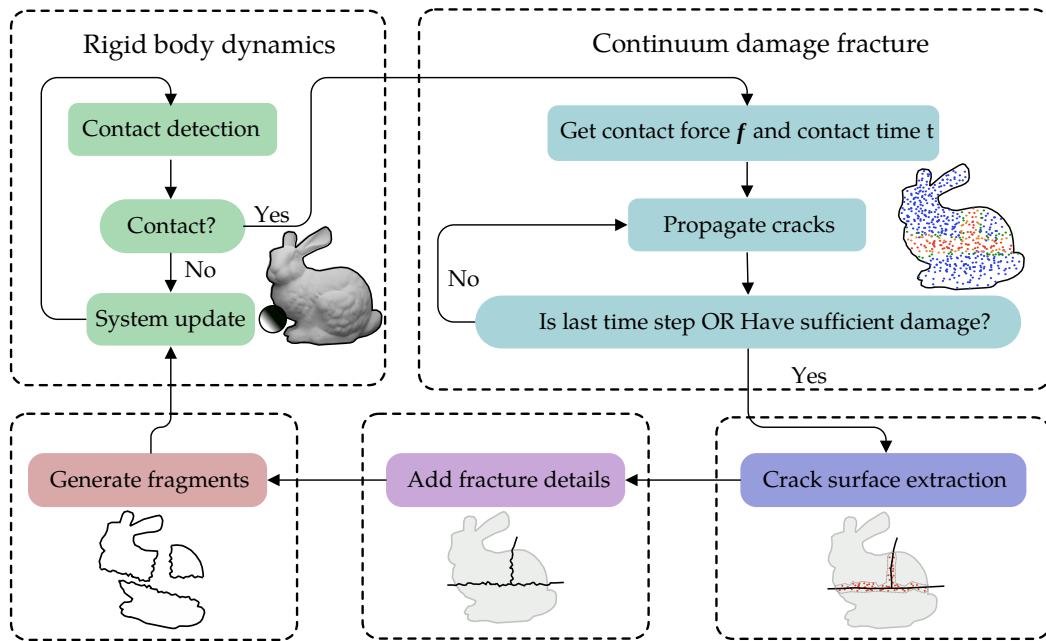 Rigid body dynamics
Contact detection
Contact?
Yes
No
System update
Continuum damage fracture
Get contact force f and contact time t
Propagate cracks
No
Is last time step OR Have sufficient damage?
Yes
Generate fragments
Add fracture details
Crack surface extraction